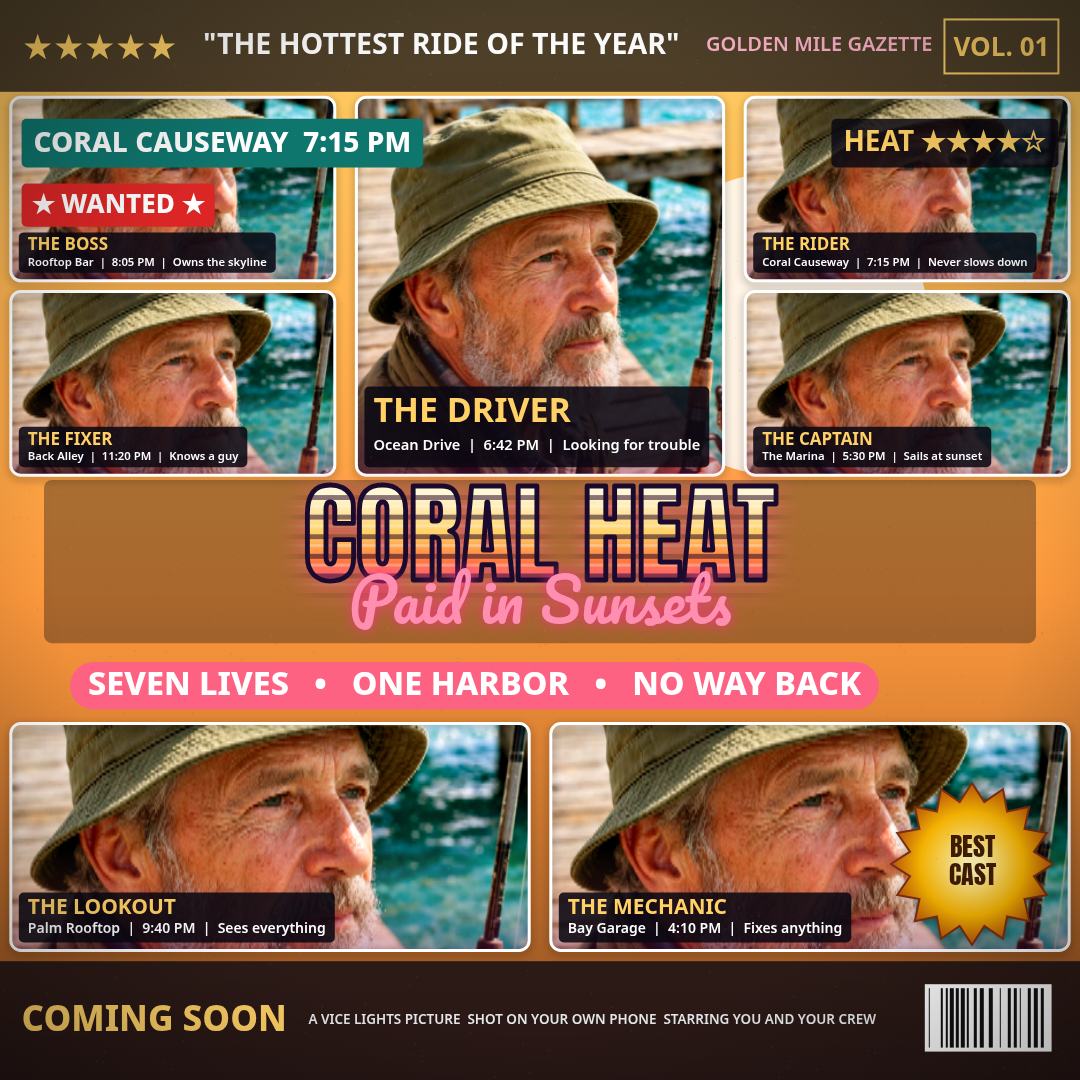 ★★★★★ "THE HOTTEST RIDE OF THE YEAR" GOLDEN MILE GAZETTE VOL. 01
CORAL CAUSEWAY 7:15 PM
★ WANTED ★
THE BOSS
Rooftop Bar | 8:05 PM | Owns the skyline
HEAT ★★★★☆
THE RIDER
Coral Causeway | 7:15 PM | Never slows down
THE FIXER
Back Alley | 11:20 PM | Knows a guy
THE DRIVER
Ocean Drive | 6:42 PM | Looking for trouble
THE CAPTAIN
The Marina | 5:30 PM | Sails at sunset
CORAL HEAT
Paid in Sunsets
SEVEN LIVES • ONE HARBOR • NO WAY BACK
THE LOOKOUT
Palm Rooftop | 9:40 PM | Sees everything
THE MECHANIC
Bay Garage | 4:10 PM | Fixes anything
BEST
CAST
COMING SOON A VICE LIGHTS PICTURE SHOT ON YOUR OWN PHONE STARRING YOU AND YOUR CREW